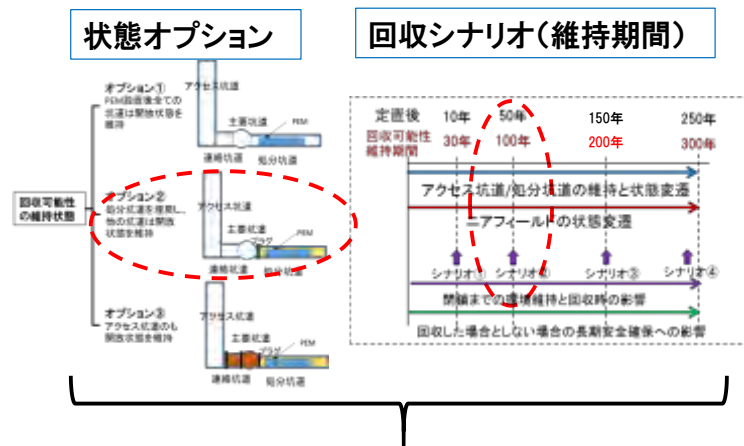 状態オプション
回収シナリオ(維持期間)
回収可能性
の維持状態
オプション①
PEM設置後全ての
坑道は開放状態を
維持
アクセス坑道
主要坑道
PEM
連絡坑道
処分坑道
オプション②
処分坑道を埋戻し、
他の坑道は開放
状態を維持
アクセス坑道
主要坑道
プラグ
PEM
連絡坑道
処分坑道
オプション③
アクセス坑道のも
開放状態を維持
アクセス坑道
主要坑道
プラグ
PEM
連絡坑道
処分坑道
定置後 10年 50年 150年 250年
回収可能性
維持期間 30年 100年 200年 300年
アクセス坑道/処分坑道の維持と状態変遷
ニアフィールドの状態変遷
シナリオ① シナリオ② シナリオ③ シナリオ④
閉鎖までの環境維持と回収時の影響
回収した場合としない場合の長期安全確保への影響